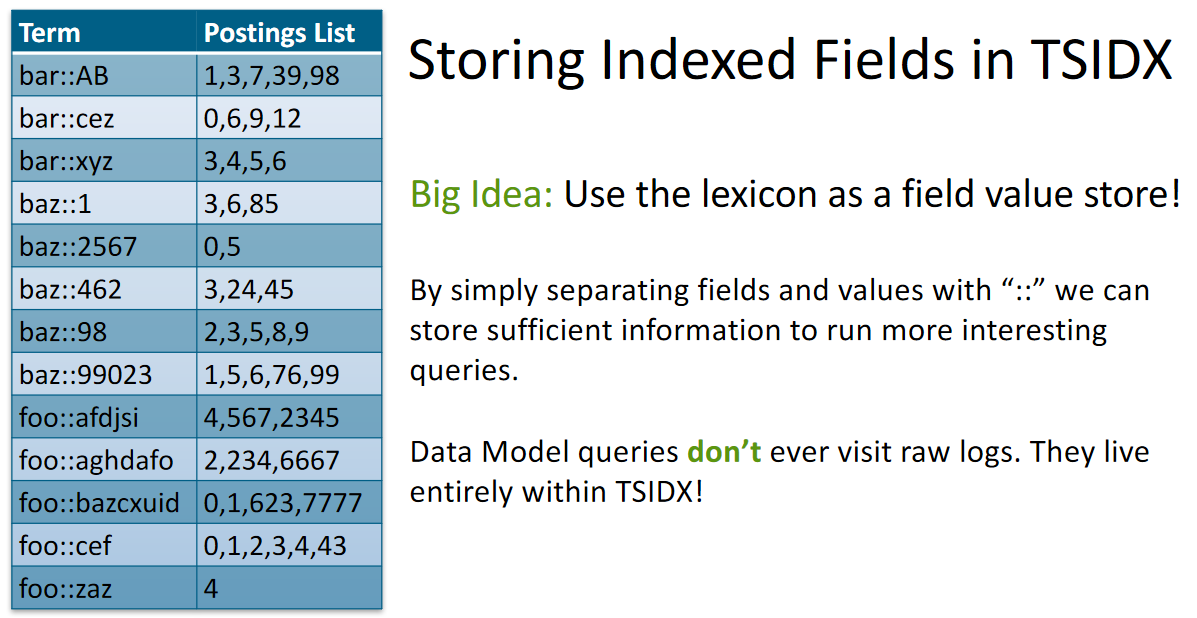 Term Postings List
bar::AB 1,3,7,39,98
bar::cez 0,6,9,12
bar::xyz 3,4,5,6
baz::1 3,6,85
baz::2567 0,5
baz::462 3,24,45
baz::98 2,3,5,8,9
baz::99023 1,5,6,76,99
foo::afdjsi 4,567,2345
foo::aghdafo 2,234,6667
foo::bazcxuid 0,1,623,7777
foo::cef 0,1,2,3,4,43
foo::zaz 4
Storing Indexed Fields in TSIDX
Big Idea: Use the lexicon as a field value store!
By simply separating fields and values with “::” we can
store sufficient information to run more interesting
queries.
Data Model queries don’t ever visit raw logs. They live
entirely within TSIDX!